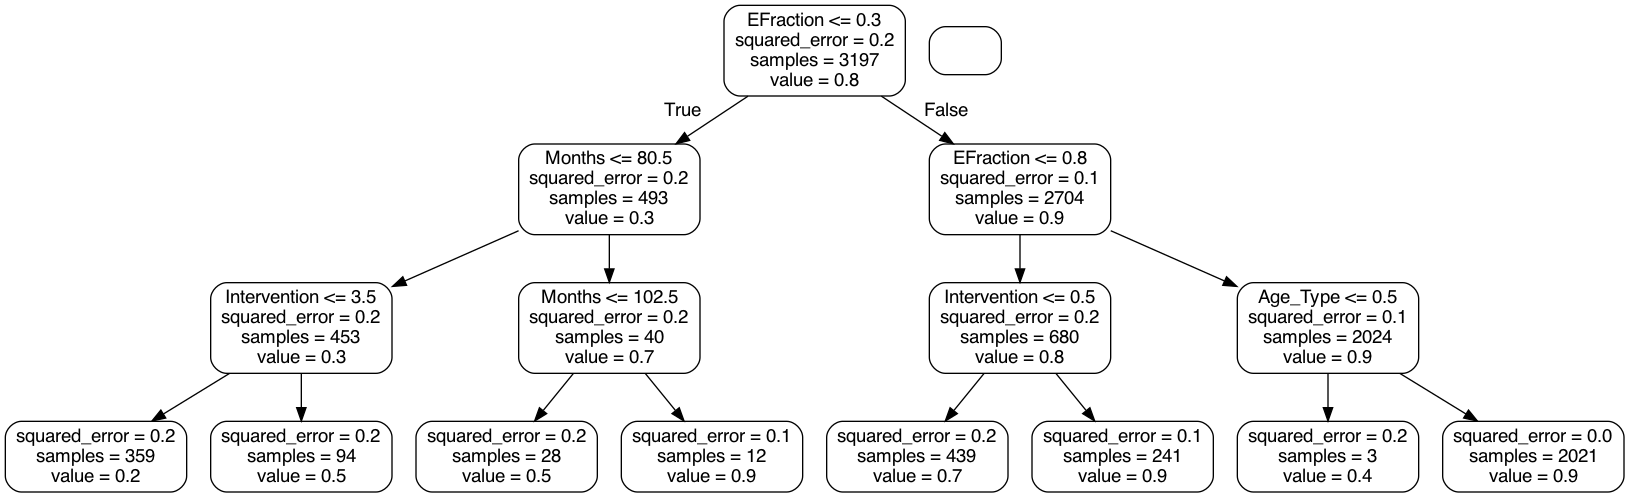 EFraction <= 0.3
squared_error = 0.2
samples = 3197
value = 0.8
True
False
Months <= 80.5
squared_error = 0.2
samples = 493
value = 0.3
EFraction <= 0.8
squared_error = 0.1
samples = 2704
value = 0.9
Intervention <= 3.5
squared_error = 0.2
samples = 453
value = 0.3
Months <= 102.5
squared_error = 0.2
samples = 40
value = 0.7
Intervention <= 0.5
squared_error = 0.2
samples = 680
value = 0.8
Age_Type <= 0.5
squared_error = 0.1
samples = 2024
value = 0.9
squared_error = 0.2
samples = 359
value = 0.2
squared_error = 0.2
samples = 94
value = 0.5
squared_error = 0.2
samples = 28
value = 0.5
squared_error = 0.1
samples = 12
value = 0.9
squared_error = 0.2
samples = 439
value = 0.7
squared_error = 0.1
samples = 241
value = 0.9
squared_error = 0.2
samples = 3
value = 0.4
squared_error = 0.0
samples = 2021
value = 0.9